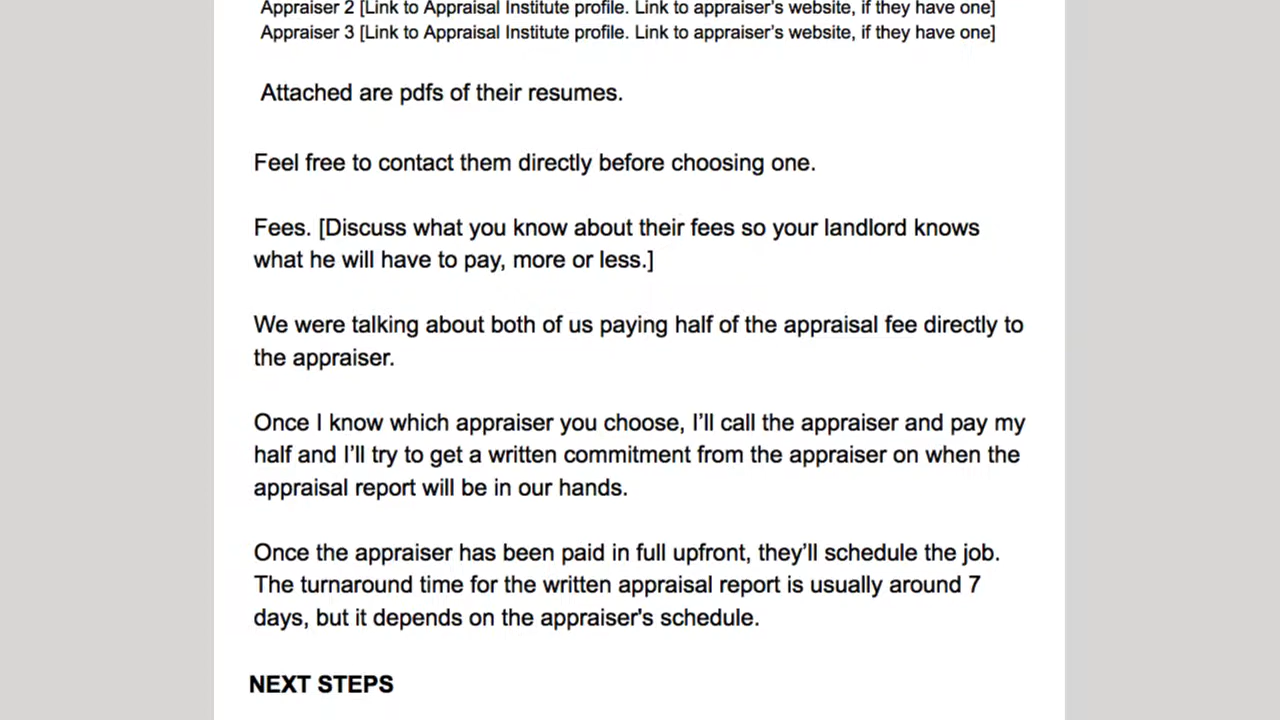 Appraiser 2 [Link to Appraisal Institute profile. Link to appraiser's website, if they have one]
Appraiser 3 [Link to Appraisal Institute profile. Link to appraiser's website, if they have one]
Attached are pdfs of their resumes.
Feel free to contact them directly before choosing one.
Fees. [Discuss what you know about their fees so your landlord knows
what he will have to pay, more or less.]
We were talking about both of us paying half of the appraisal fee directly to
the appraiser.
Once I know which appraiser you choose, I’ll call the appraiser and pay my
half and I’ll try to get a written commitment from the appraiser on when the
appraisal report will be in our hands.
Once the appraiser has been paid in full upfront, they’ll schedule the job.
The turnaround time for the written appraisal report is usually around 7
days, but it depends on the appraiser's schedule.
NEXT STEPS